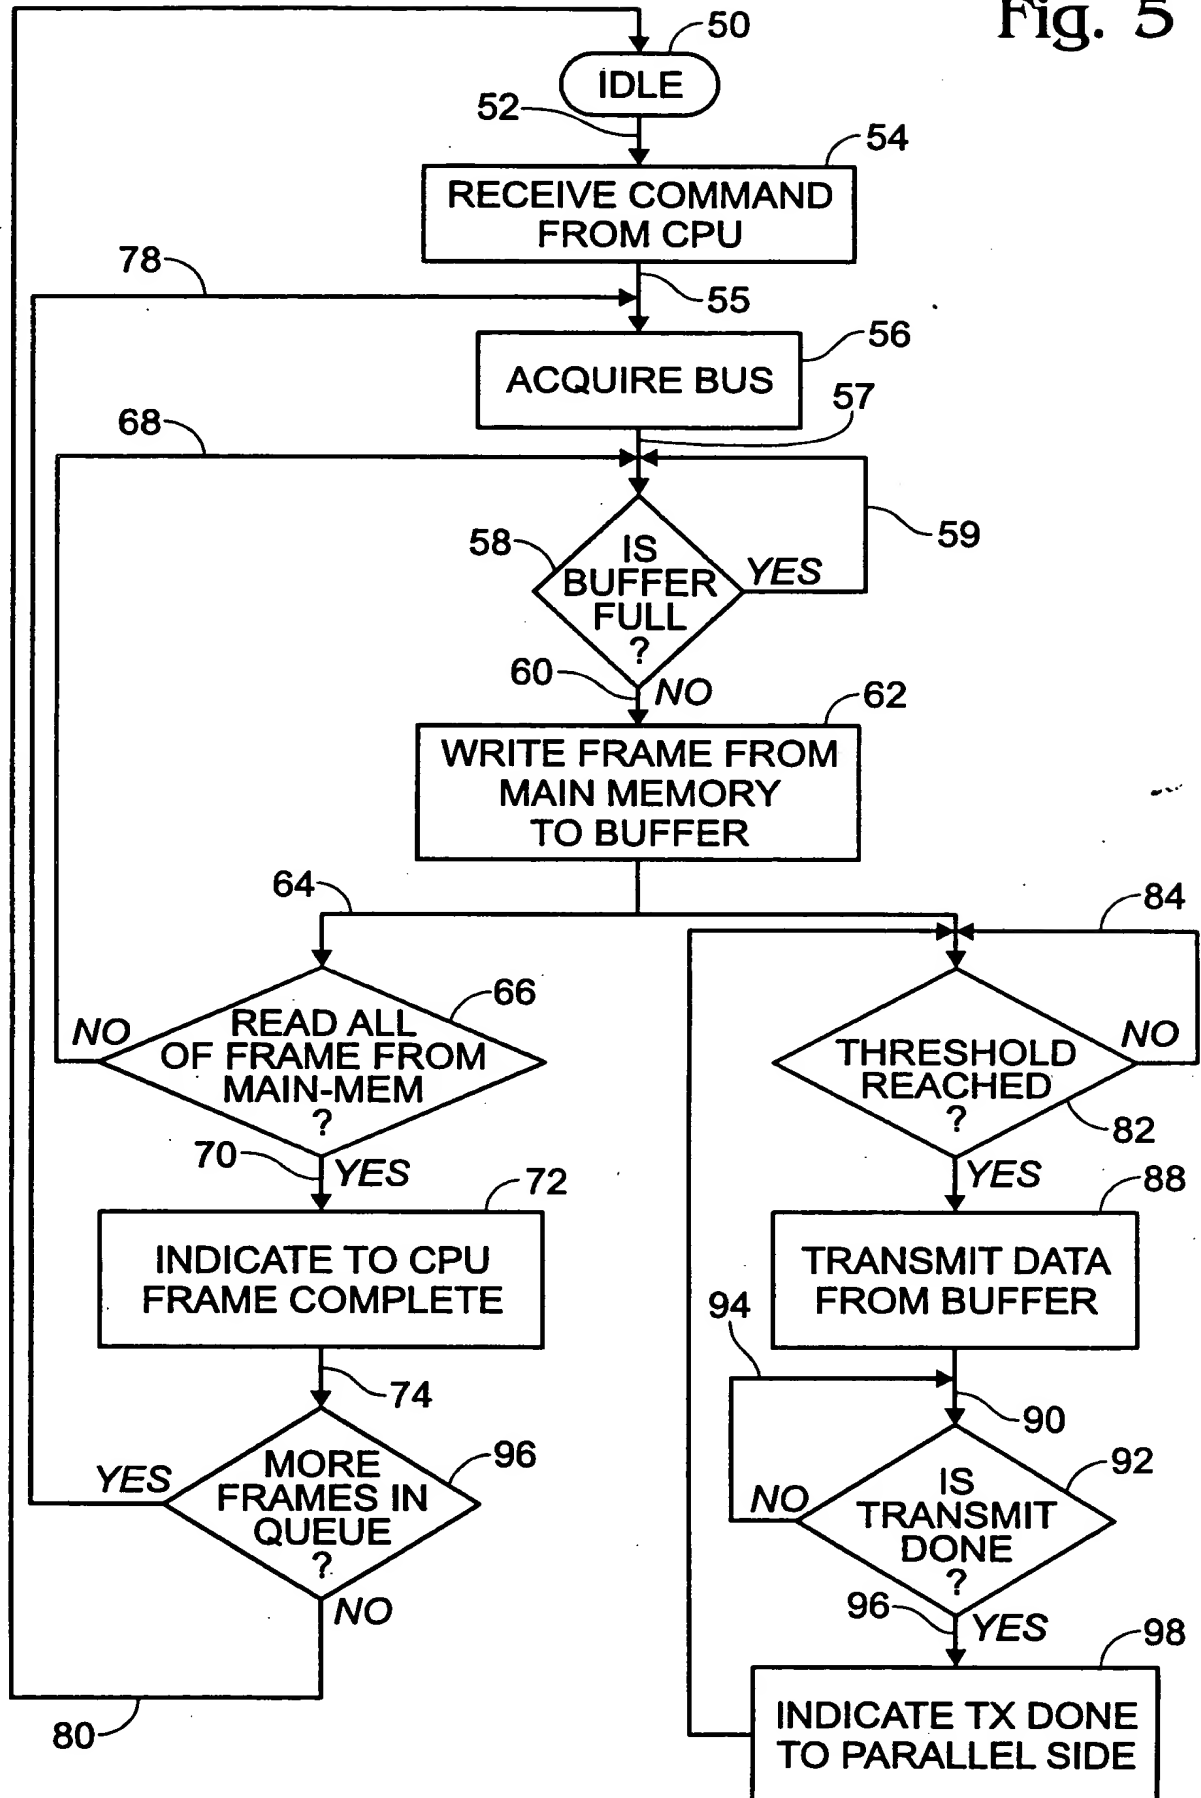 Fig. 5
50
IDLE
52
54
RECEIVE COMMAND
FROM CPU
78
55
56
ACQUIRE BUS
57
68
59
58
IS
BUFFER
FULL
?
YES
60
NO
62
WRITE FRAME FROM
MAIN MEMORY
TO BUFFER
64
84
66
READ ALL
OF FRAME FROM
MAIN-MEM
?
NO
THRESHOLD
REACHED
?
NO
82
70
YES
YES
72
88
INDICATE TO CPU
FRAME COMPLETE
TRANSMIT DATA
FROM BUFFER
94
74
90
96
MORE
FRAMES IN
QUEUE
?
YES
92
IS
TRANSMIT
DONE
?
NO
NO
96
YES
98
80
INDICATE TX DONE
TO PARALLEL SIDE